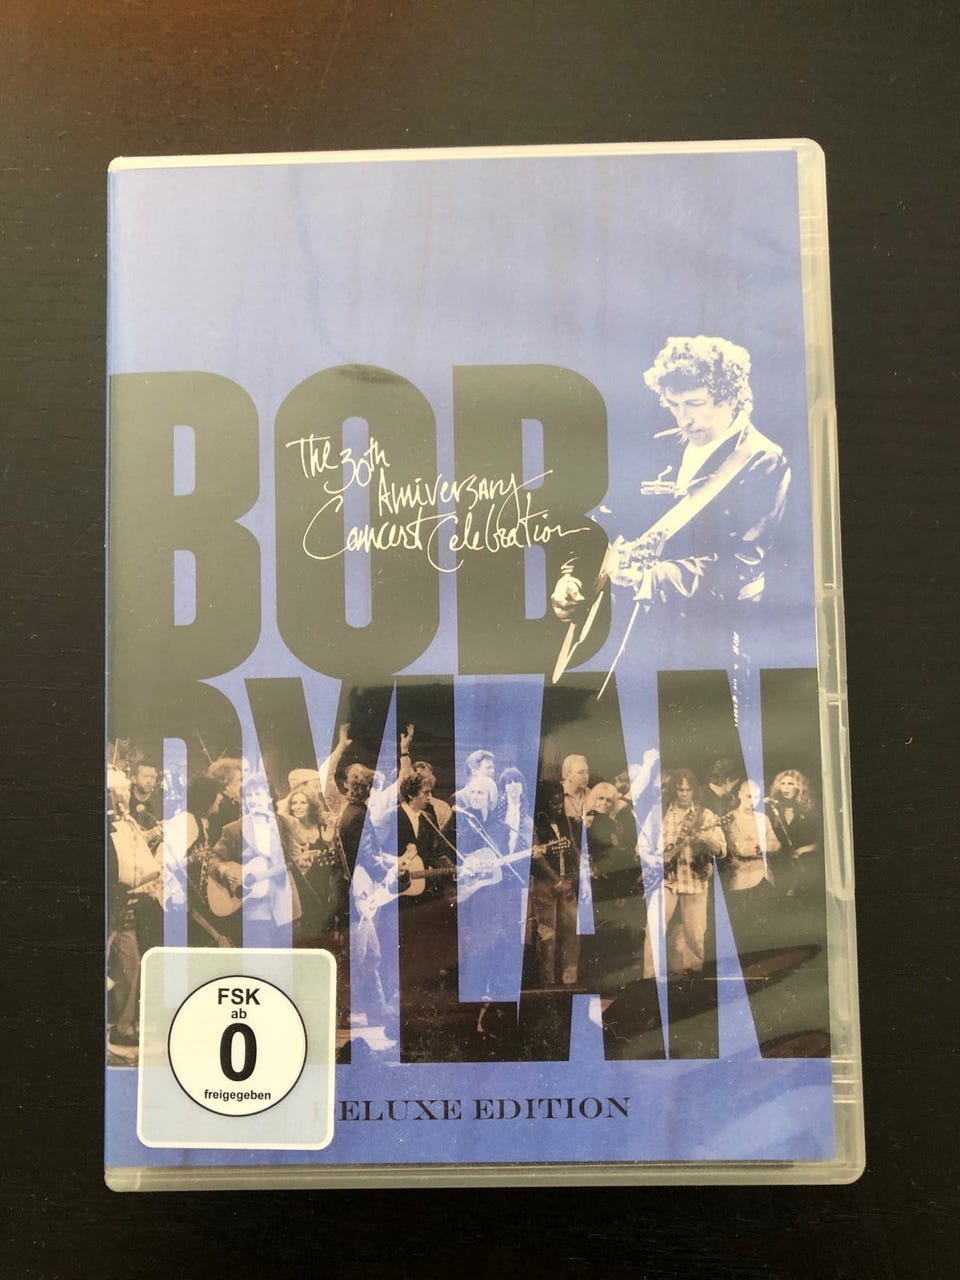 BOB
The 30th
Anniversary
Concert Celebration
DYLAN
FSK
ab
0
freigegeben
DELUXE EDITION